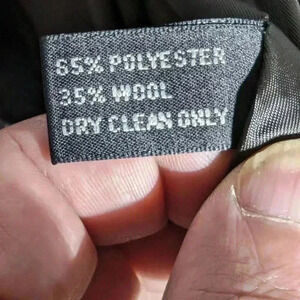 65% POLYESTER
35% WOOL
DRY CLEAN ONLY